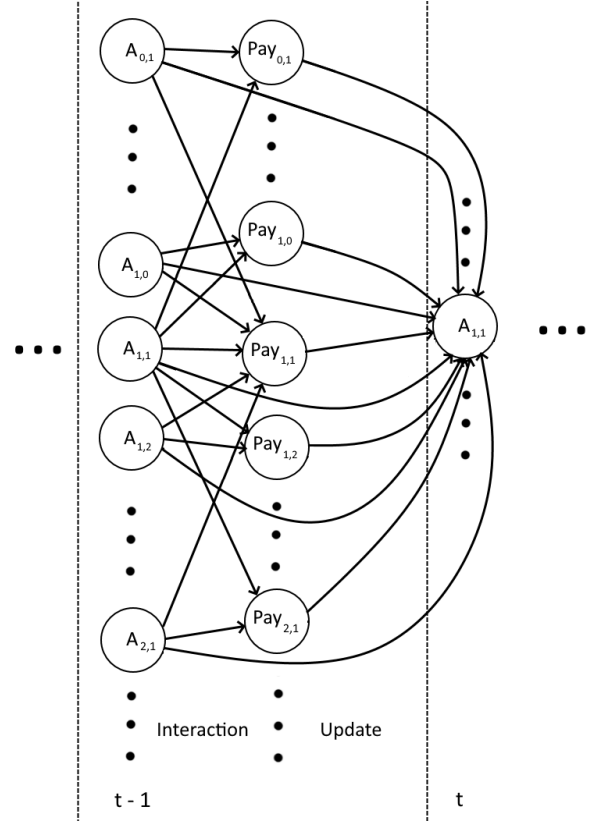 A0,1 Pay0,1
A1,0 Pay1,0
A1,1 Pay1,1 A1,1
A1,2 Pay1,2
A2,1 Pay2,1
Interaction Update
t - 1 t